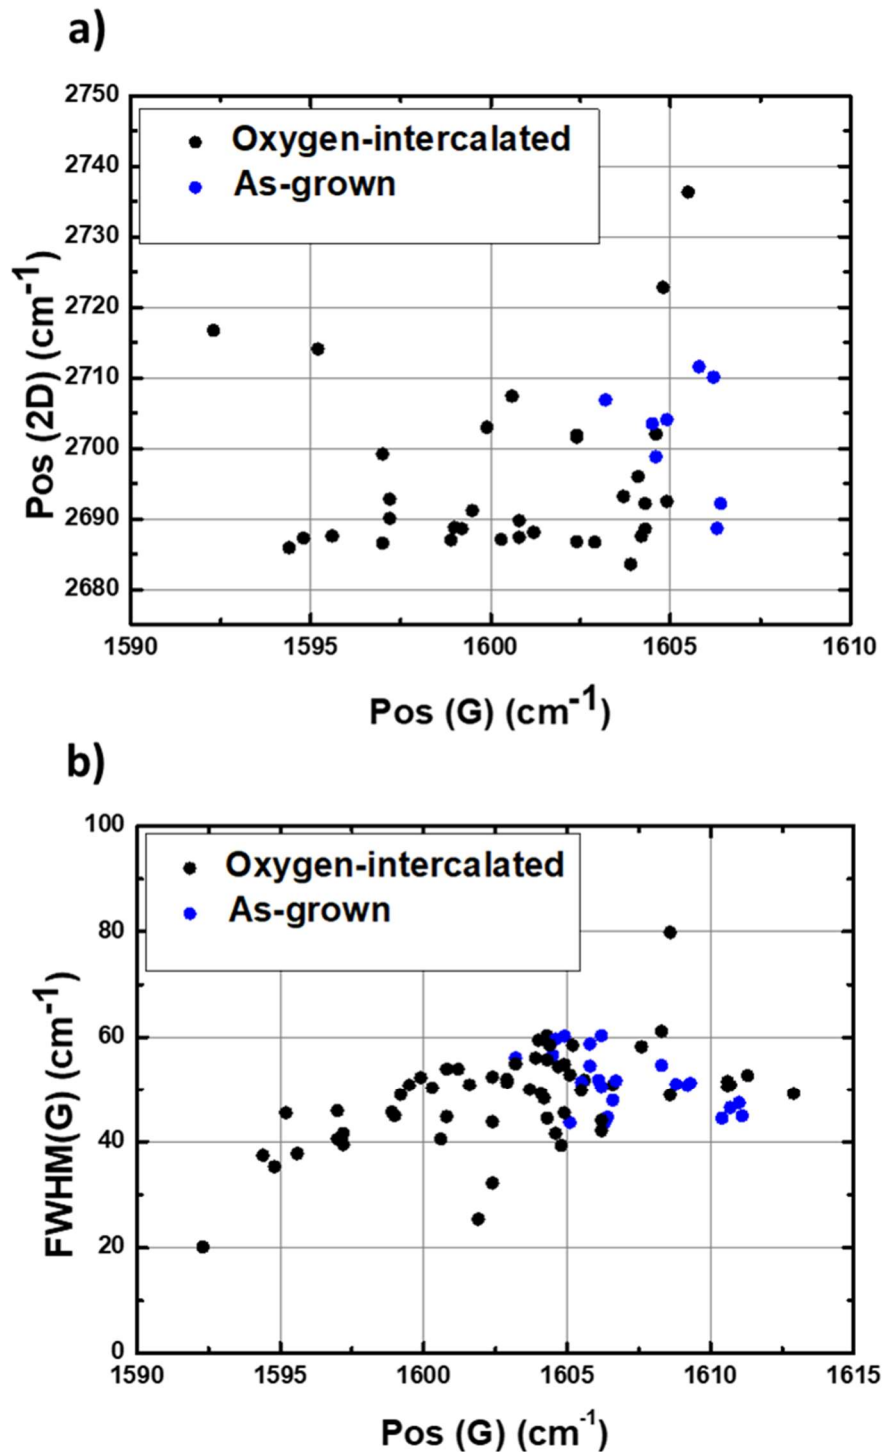 a)
2750
2740
2730
2720
2710
2700
2690
2680
Pos (2D) (cm-1)
Oxygen-intercalated
As-grown
1590 1595 1600 1605 1610
Pos (G) (cm-1)
b)
100
80
60
40
20
0
FWHM(G) (cm-1)
Oxygen-intercalated
As-grown
1590 1595 1600 1605 1610 1615
Pos (G) (cm-1)